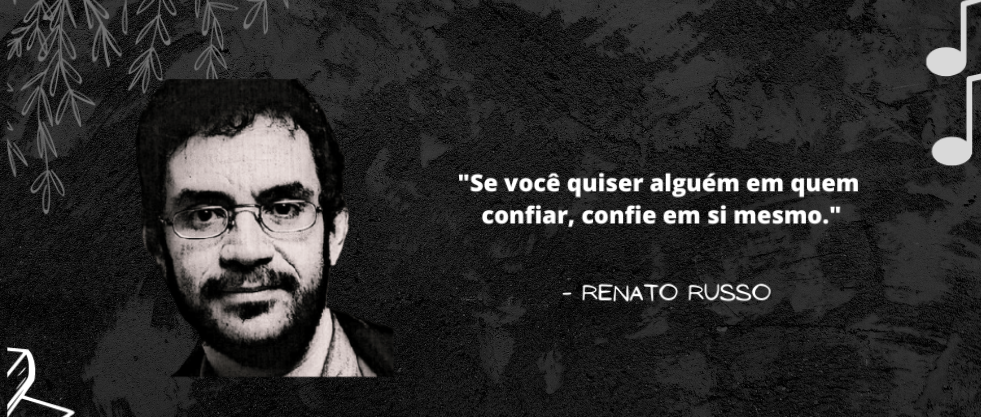 "Se você quiser alguém em quem
confiar, confie em si mesmo."
- RENATO RUSSO